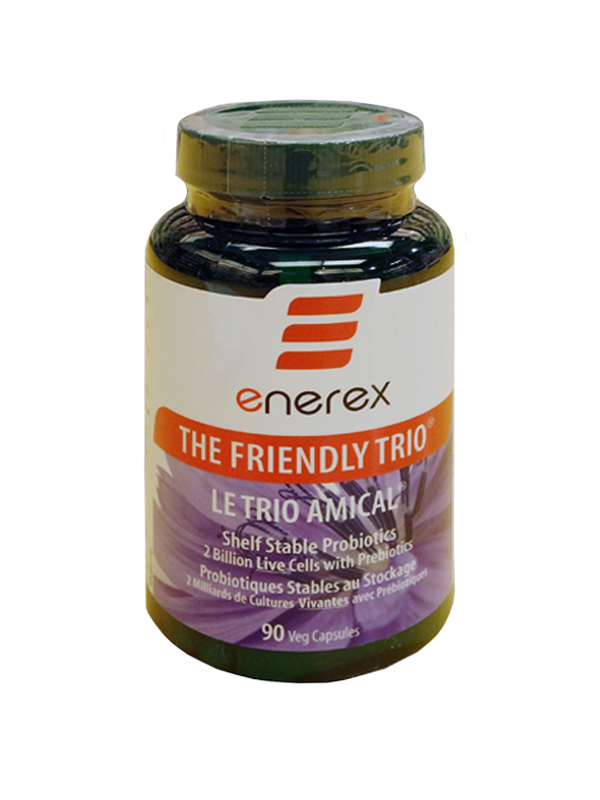 enerex
THE FRIENDLY TRIO®
LE TRIO AMICAL®
Shelf Stable Probiotics
2 Billion Live Cells with Prebiotics
Probiotiques Stables au Stockage
2 Milliards de Cultures Vivantes avec Prébiotiques
90 Veg Capsules